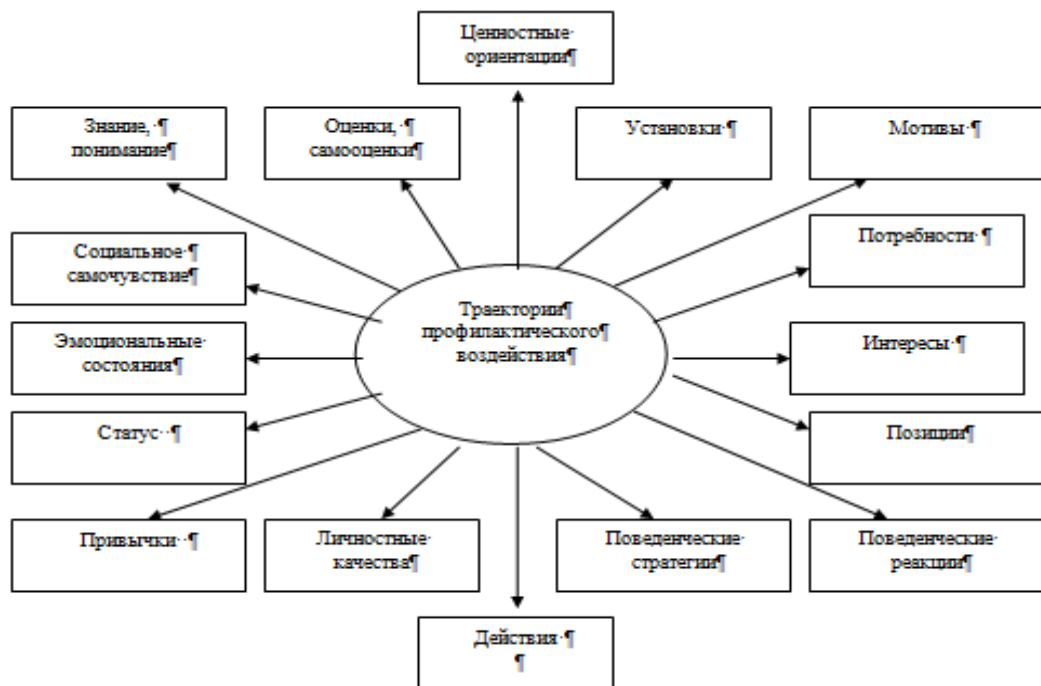 Ценностные·
ориентации¶
Знание,·¶
понимание¶
Оценки,·¶
самооценки¶
Установки·¶
Мотивы·¶
Социальное·¶
самочувствие¶
Потребности·¶
Траектории¶
профилактического¶
воздействия¶
Эмоциональные·
состояния¶
Интересы·¶
Статус··¶
Позиции¶
Привычки··¶
Личностные·
качества¶
Поведенческие·
стратегии¶
Поведенческие·
реакции¶
Действия·¶
¶